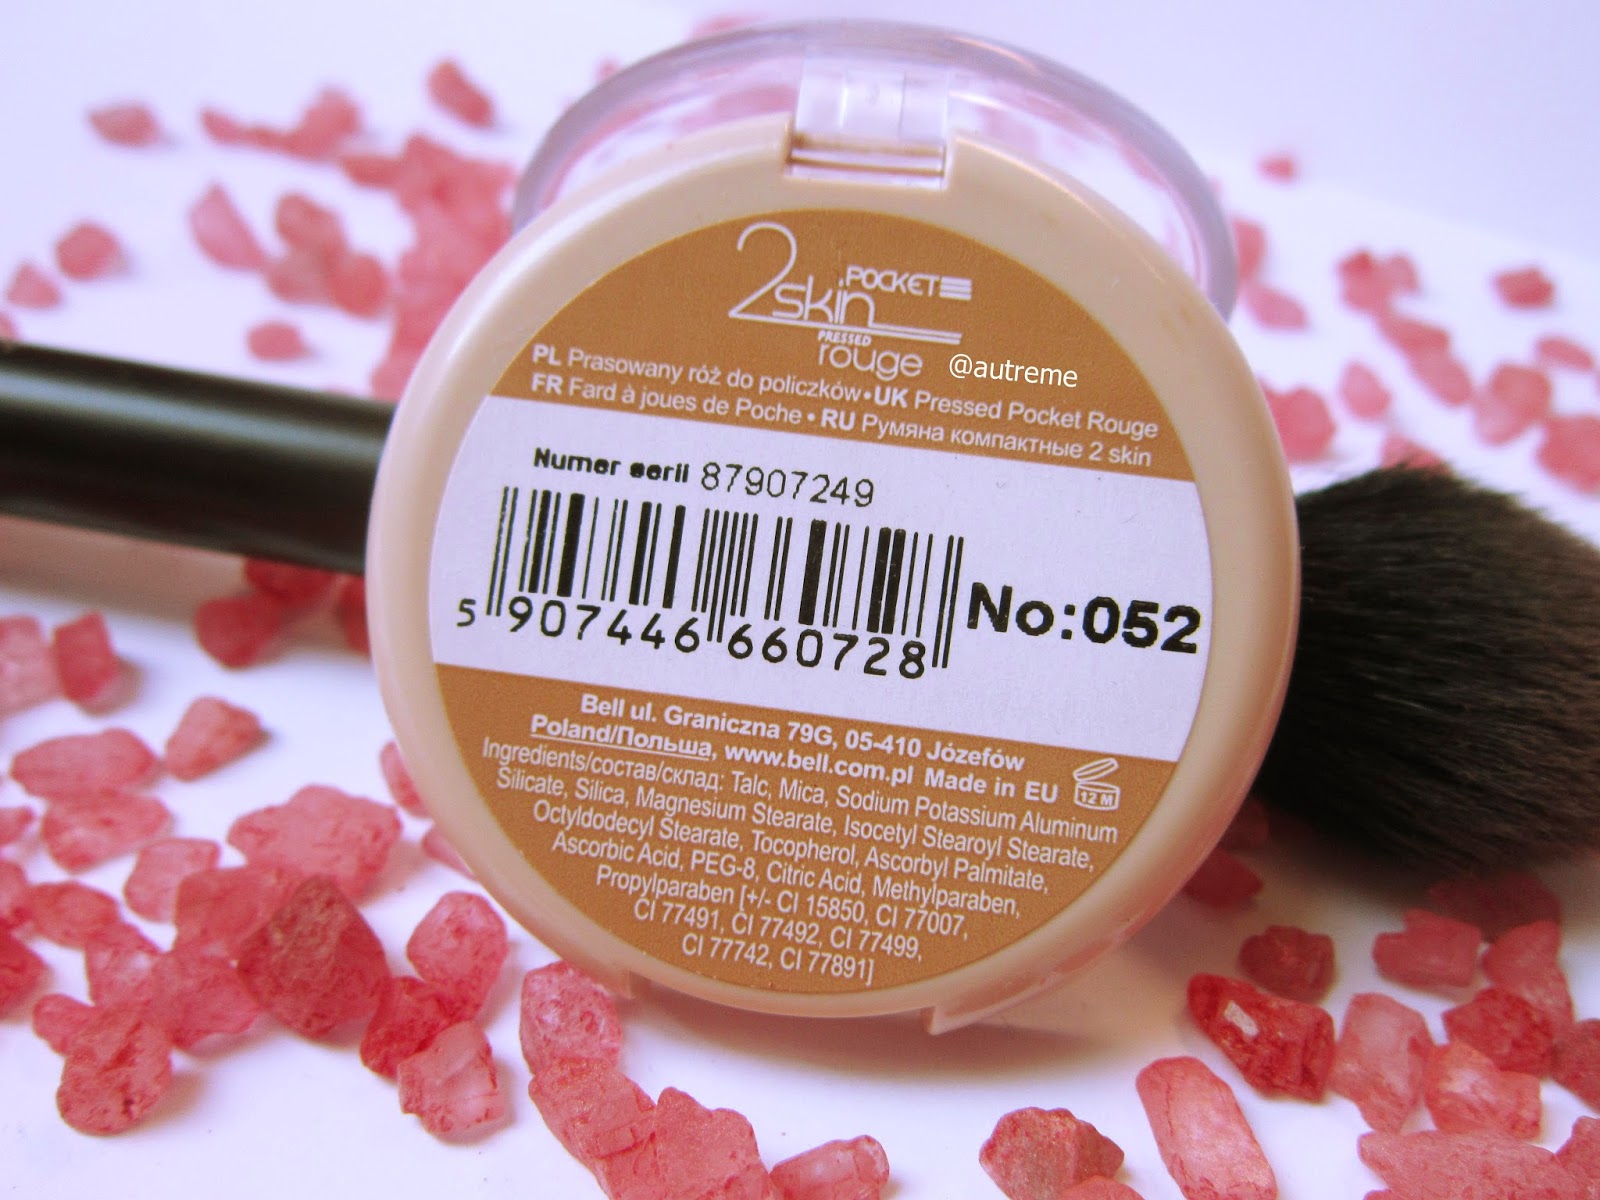 2skin POCKET
PRESSED
rouge
@autreme
PL Prasowany róż do policzków • UK Pressed Pocket Rouge
FR Fard à joues de Poche • RU Румяна компактные 2 skin
Numer serii 87907249
5 907446 660728
No:052
Bell ul. Graniczna 79G, 05-410 Józefów
Poland/Польша, www.bell.com.pl Made in EU
12 M
Ingredients/состав/склад: Talc, Mica, Sodium Potassium Aluminum
Silicate, Silica, Magnesium Stearate, Isocetyl Stearoyl Stearate,
Octyldodecyl Stearate, Tocopherol, Ascorbyl Palmitate,
Ascorbic Acid, PEG-8, Citric Acid, Methylparaben,
Propylparaben [+/- CI 15850, CI 77007,
CI 77491, CI 77492, CI 77499,
CI 77742, CI 77891]